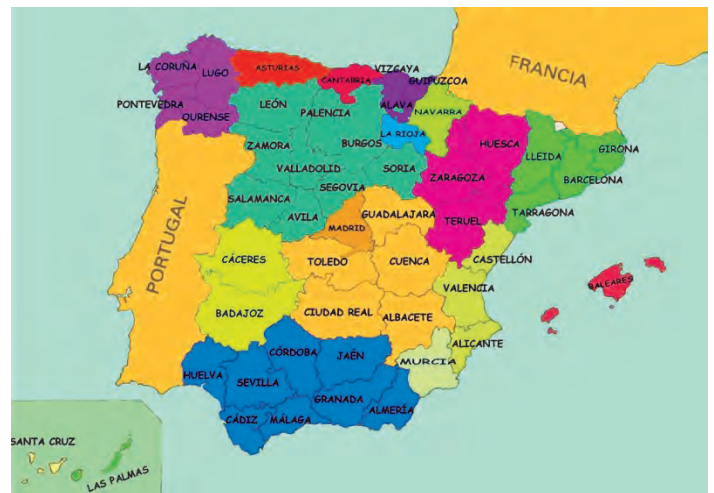 LA CORUÑA
LUGO
ASTURIAS
CANTABRIA
VIZCAYA
GUIPUZCOA
FRANCIA
PONTEVEDRA
OURENSE
LEÓN
PALENCIA
ALAVA
NAVARRA
LA RIOJA
BURGOS
HUESCA
LLEIDA
GIRONA
ZAMORA
VALLADOLID
SORIA
ZARAGOZA
BARCELONA
SEGOVIA
SALAMANCA
AVILA
MADRID
GUADALAJARA
TERUEL
TARRAGONA
PORTUGAL
CÁCERES
TOLEDO
CUENCA
CASTELLÓN
VALENCIA
BALEARES
BADAJOZ
CIUDAD REAL
ALBACETE
ALICANTE
MURCIA
HUELVA
SEVILLA
CÓRDOBA
JAÉN
GRANADA
ALMERÍA
CÁDIZ
MÁLAGA
SANTA CRUZ
LAS PALMAS